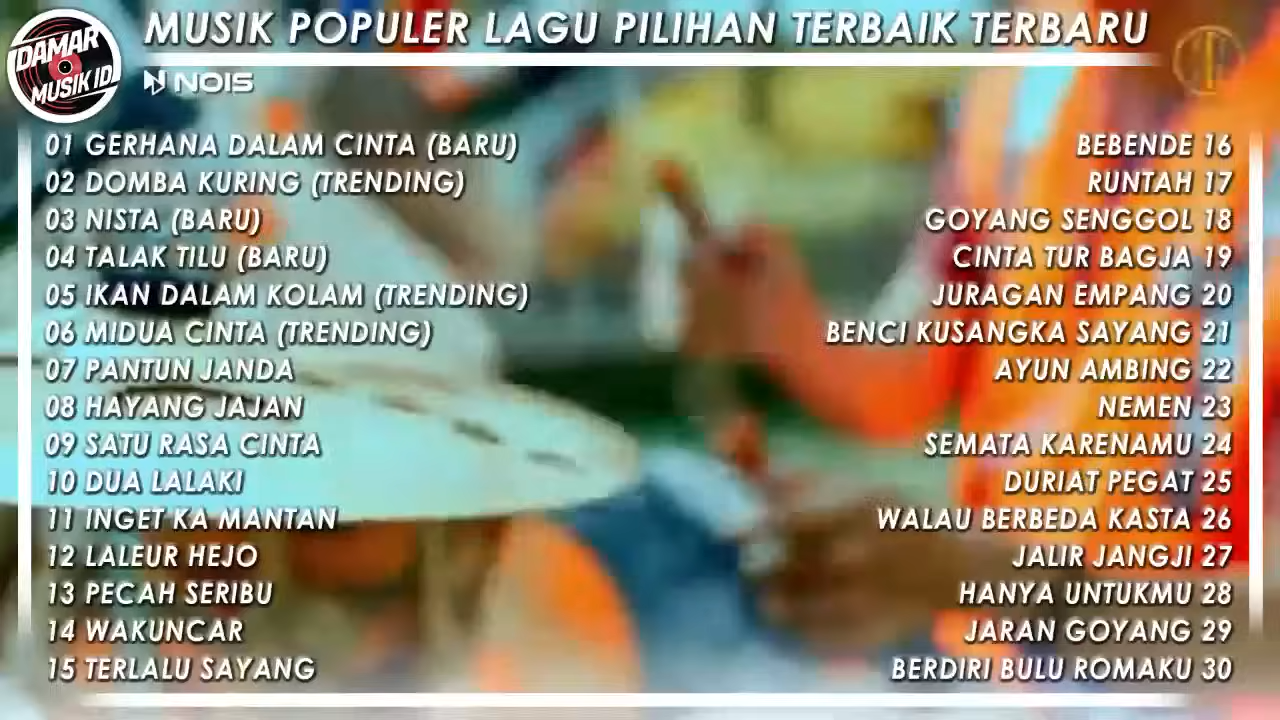 DAMAR
MUSIK ID
MUSIK POPULER LAGU PILIHAN TERBAIK TERBARU
NOIS
01 GERHANA DALAM CINTA (BARU)
02 DOMBA KURING (TRENDING)
03 NISTA (BARU)
04 TALAK TILU (BARU)
05 IKAN DALAM KOLAM (TRENDING)
06 MIDUA CINTA (TRENDING)
07 PANTUN JANDA
08 HAYANG JAJAN
09 SATU RASA CINTA
10 DUA LALAKI
11 INGET KA MANTAN
12 LALEUR HEJO
13 PECAH SERIBU
14 WAKUNCAR
15 TERLALU SAYANG
BEBENDE 16
RUNTAH 17
GOYANG SENGGOL 18
CINTA TUR BAGJA 19
JURAGAN EMPANG 20
BENCI KUSANGKA SAYANG 21
AYUN AMBING 22
NEMEN 23
SEMATA KARENAMU 24
DURIAT PEGAT 25
WALAU BERBEDA KASTA 26
JALIR JANGJI 27
HANYA UNTUKMU 28
JARAN GOYANG 29
BERDIRI BULU ROMAKU 30